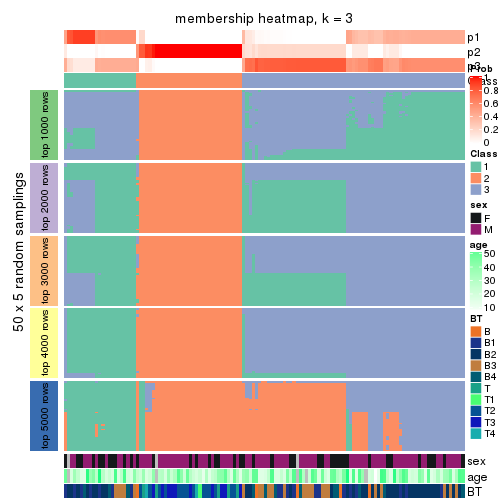 membership heatmap, k = 3
p1
p2
p3
Class
50 x 5 random samplings
top 1000 rows
top 2000 rows
top 3000 rows
top 4000 rows
top 5000 rows
sex
age
BT
Prob
1
0.8
0.6
0.4
0.2
0
Class
1
2
3
sex
F
M
age
50
40
30
20
10
BT
B
B1
B2
B3
B4
T
T1
T2
T3
T4